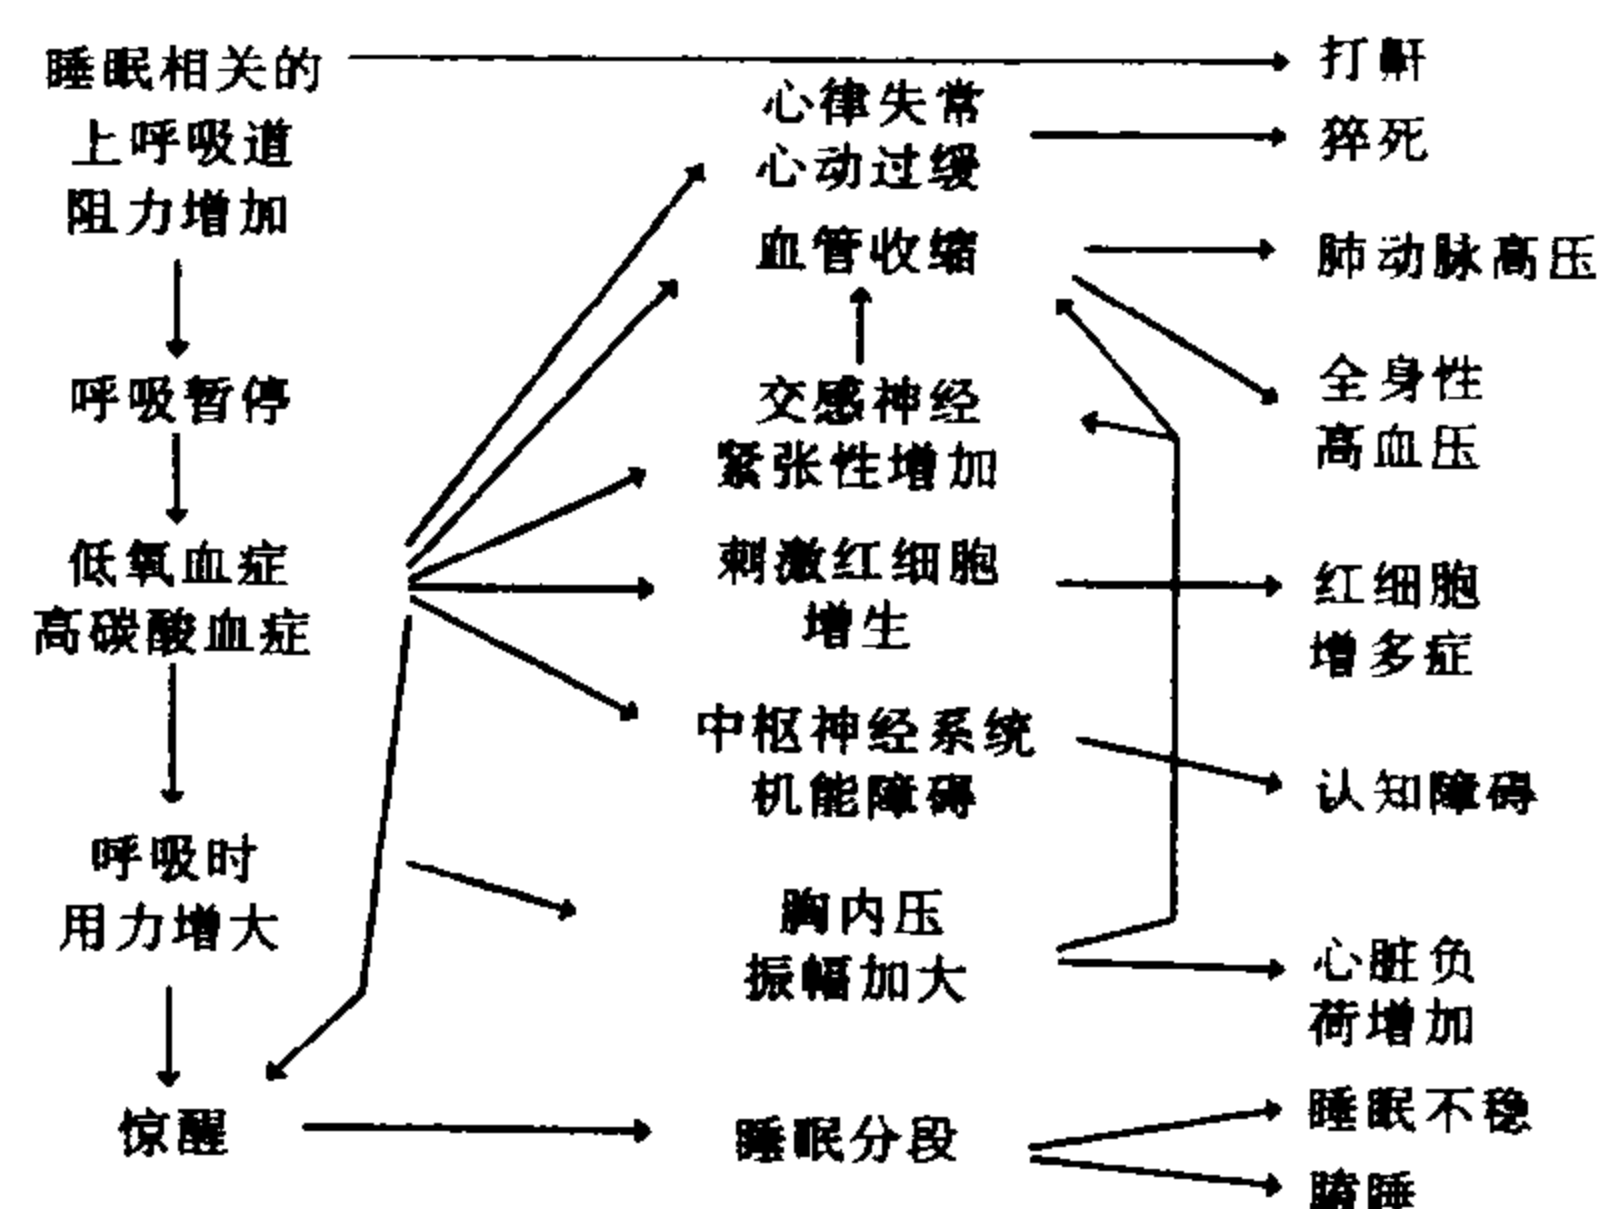 睡眠相关的
上呼吸道
阻力增加
呼吸暂停
低氧血症
高碳酸血症
呼吸时
用力增大
惊醒
心律失常
心动过缓
血管收缩
交感神经
紧张性增加
刺激红细胞
增生
中枢神经系统
机能障碍
胸内压
振幅加大
睡眠分段
打鼾
猝死
肺动脉高压
全身性
高血压
红细胞
增多症
认知障碍
心脏负
荷增加
睡眠不稳
睡